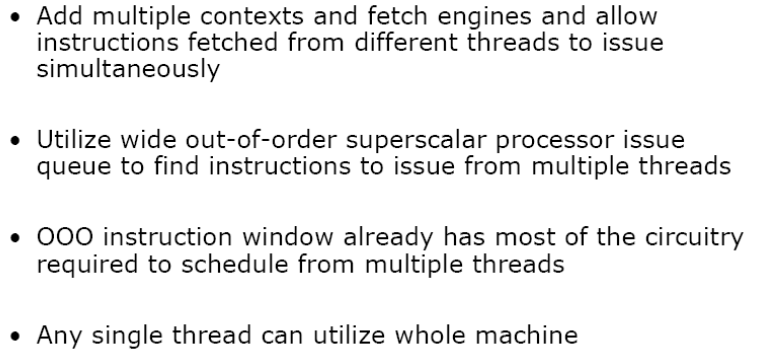 • Add multiple contexts and fetch engines and allow
instructions fetched from different threads to issue
simultaneously
• Utilize wide out-of-order superscalar processor issue
queue to find instructions to issue from multiple threads
• OOO instruction window already has most of the circuitry
required to schedule from multiple threads
• Any single thread can utilize whole machine